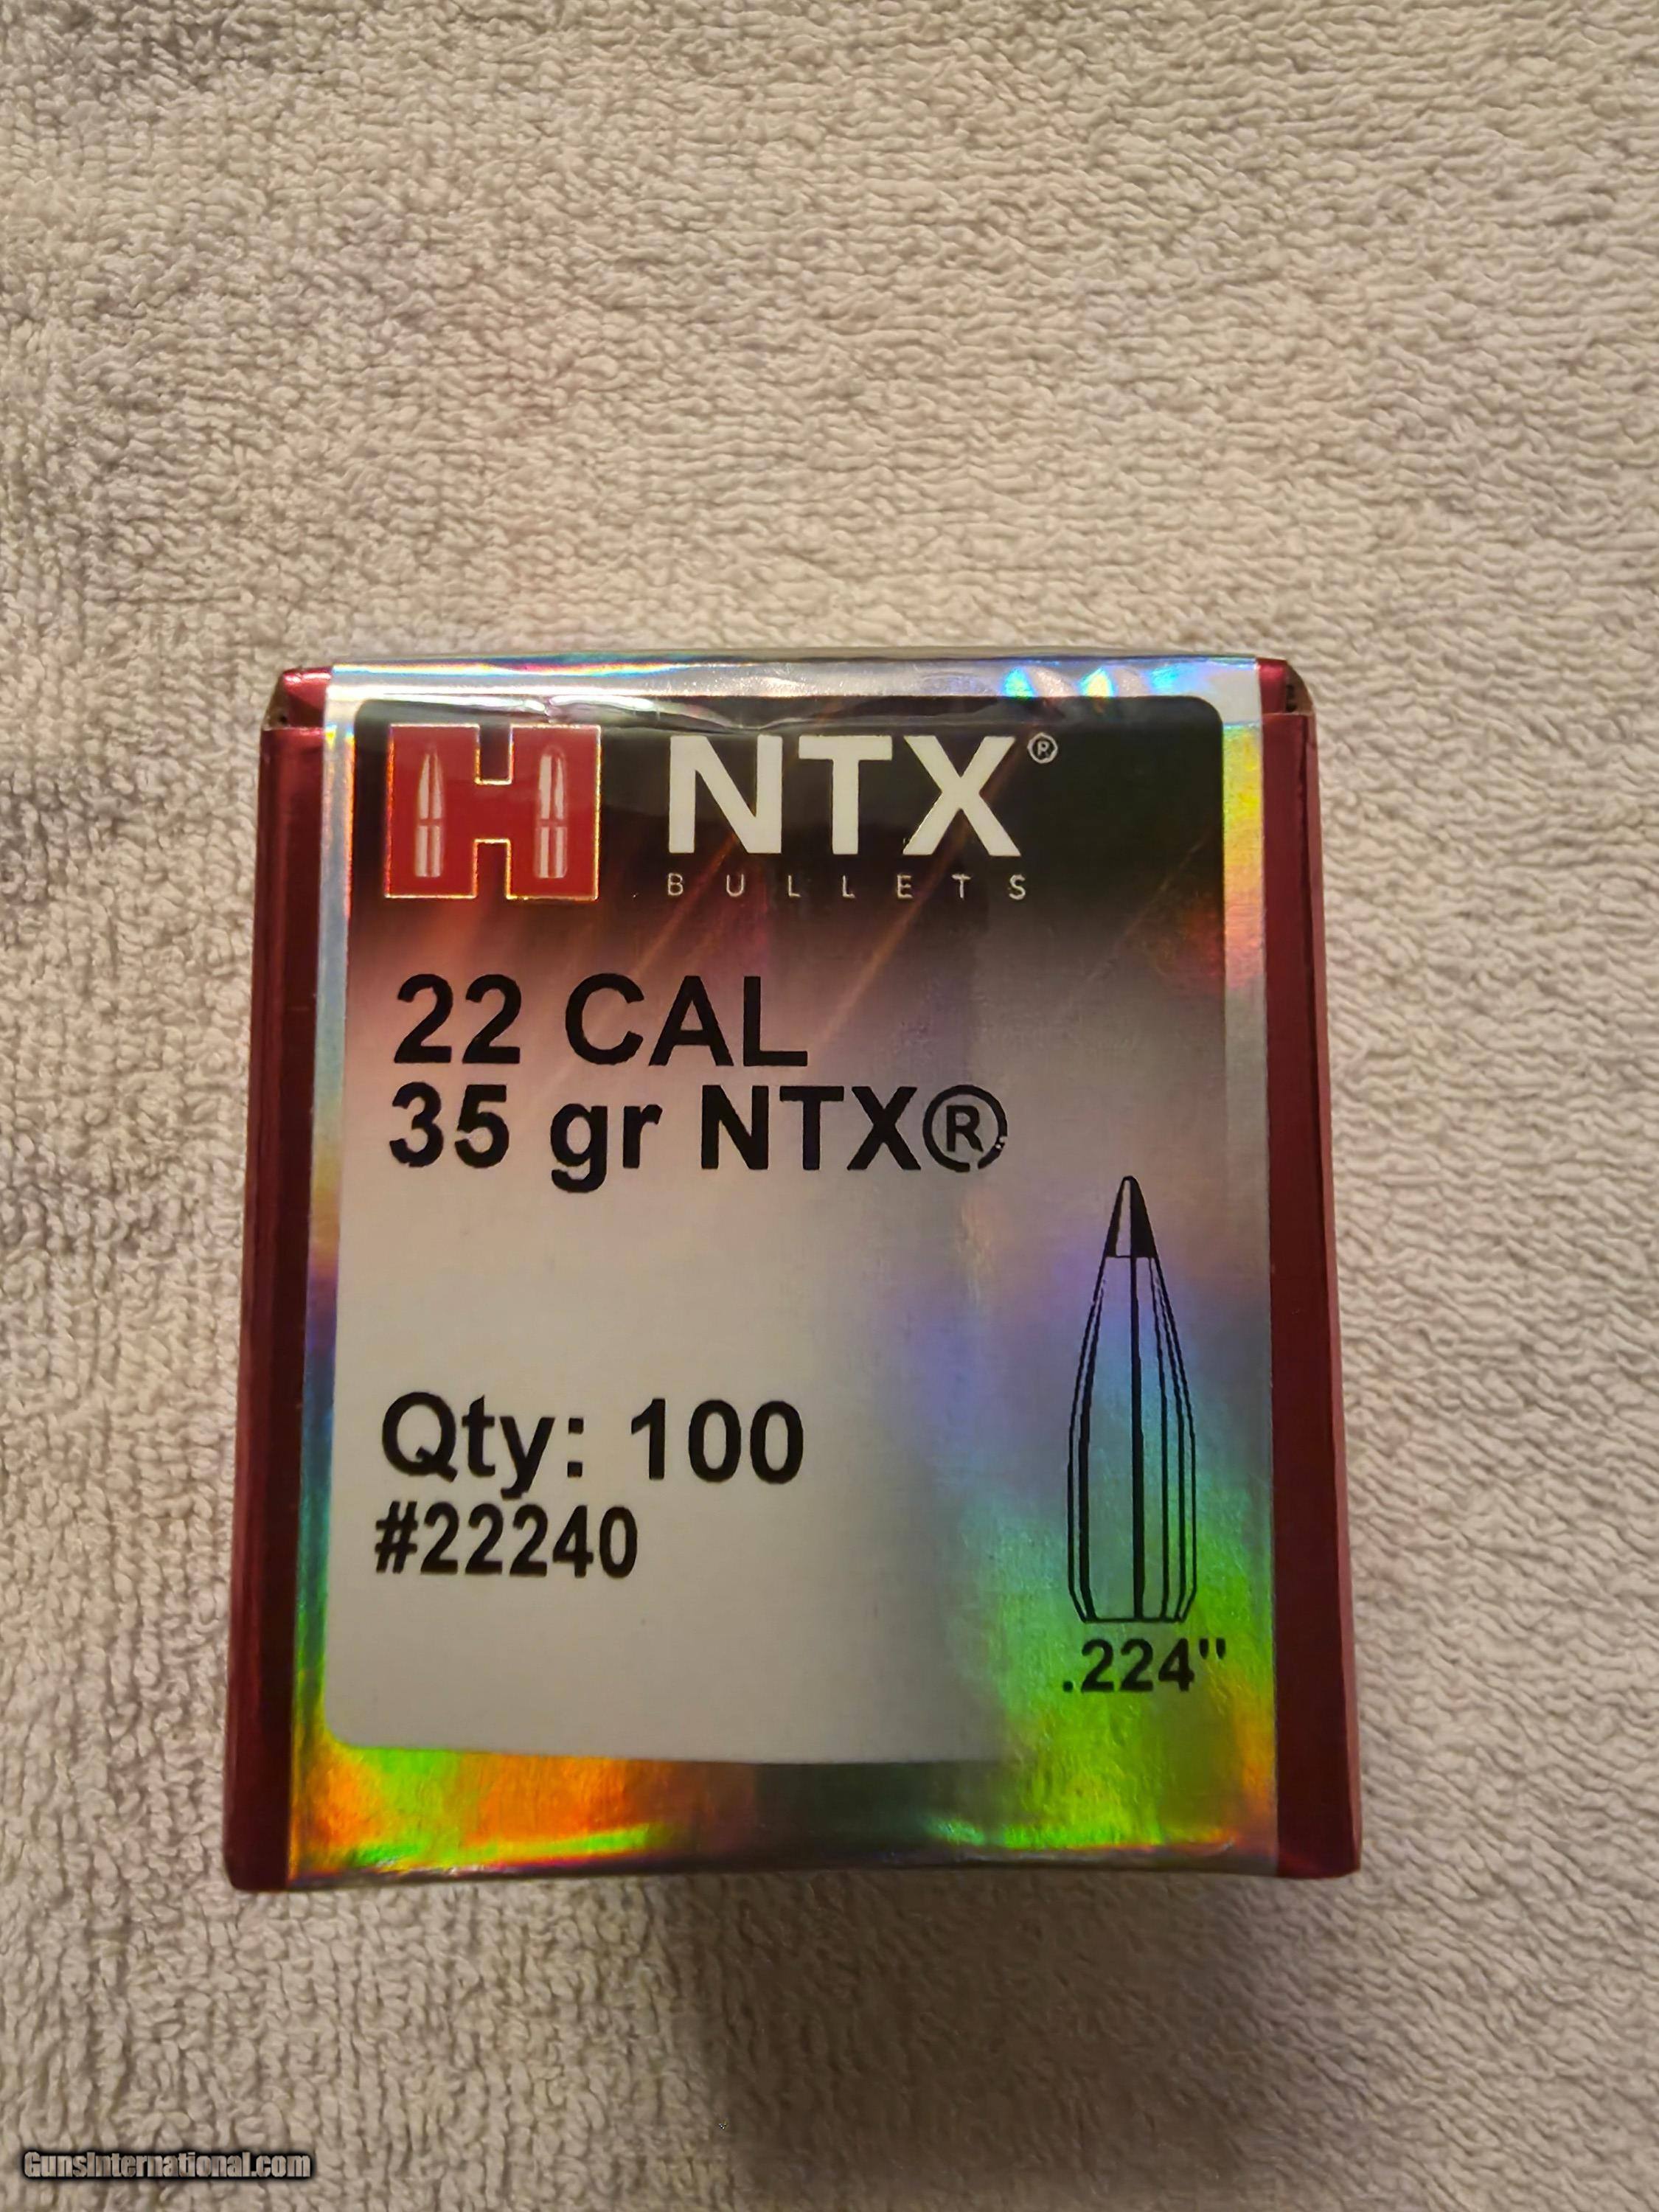 H NTX®
BULLETS
22 CAL
35 gr NTX®
Qty: 100
#22240
.224"
GunsInternational.com